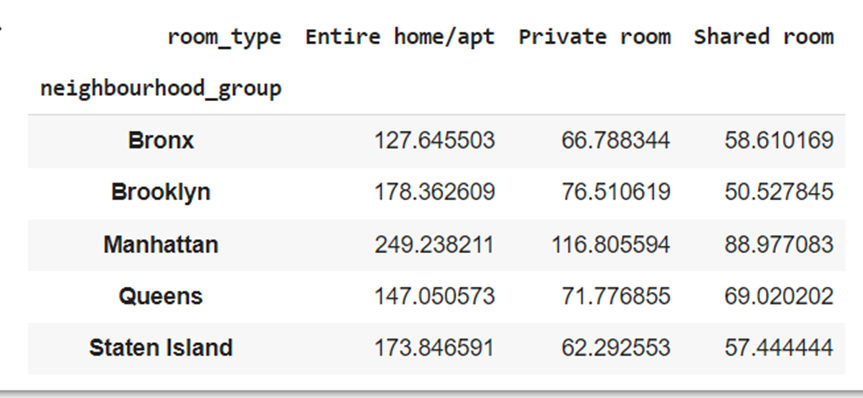 room_type Entire home/apt Private room Shared room
neighbourhood_group
Bronx 127.645503 66.788344 58.610169
Brooklyn 178.362609 76.510619 50.527845
Manhattan 249.238211 116.805594 88.977083
Queens 147.050573 71.776855 69.020202
Staten Island 173.846591 62.292553 57.444444